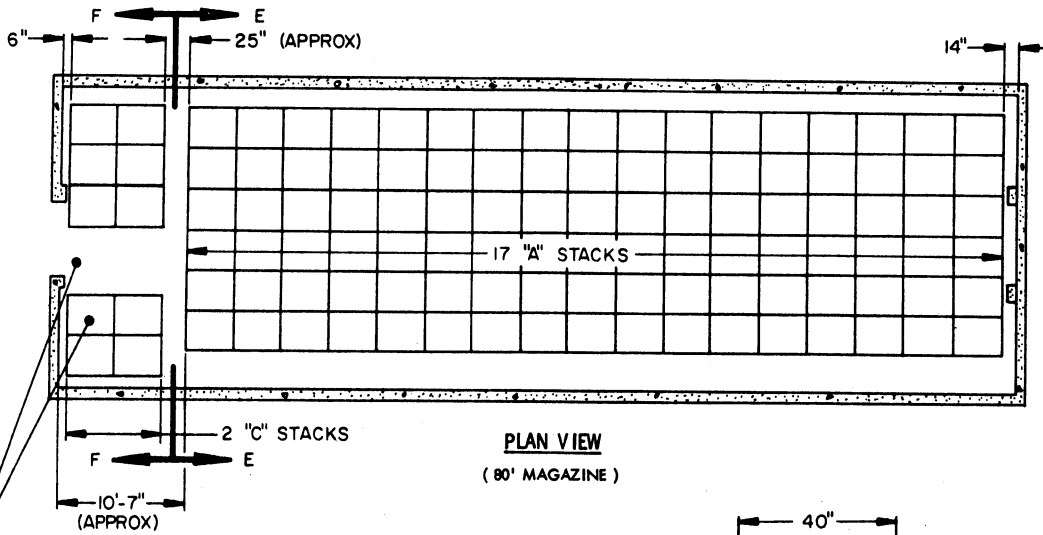 F E
6" 25" (APPROX) 14"
17 "A" STACKS
2 "C" STACKS
F E
PLAN VIEW
( 80' MAGAZINE )
10'-7"
(APPROX)
40"